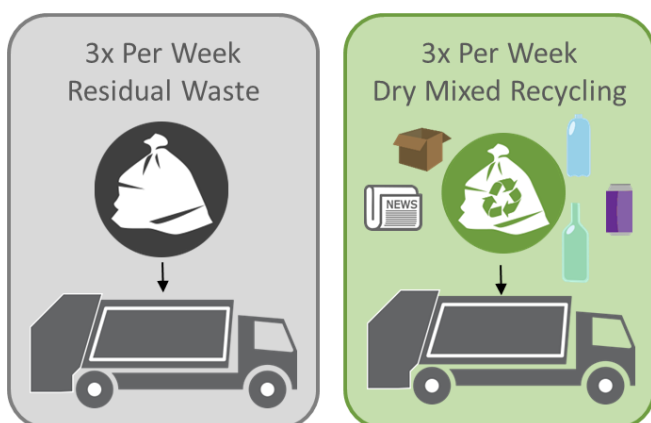 3x Per Week
Residual Waste
3x Per Week
Dry Mixed Recycling
NEWS